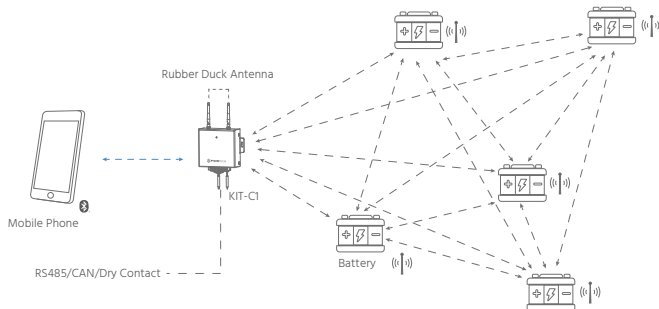 Rubber Duck Antenna
KIT-C1
Mobile Phone
Battery
RS485/CAN/Dry Contact